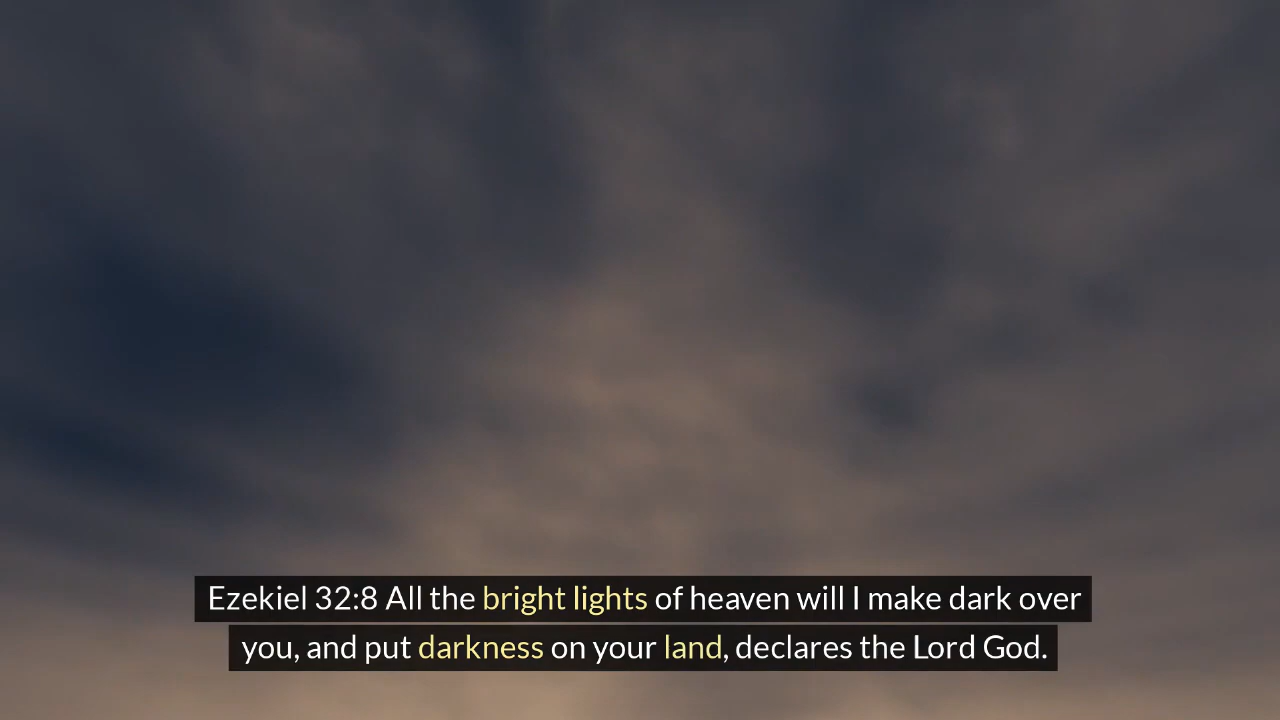 Ezekiel 32:8 All the bright lights of heaven will I make dark over
you, and put darkness on your land, declares the Lord God.